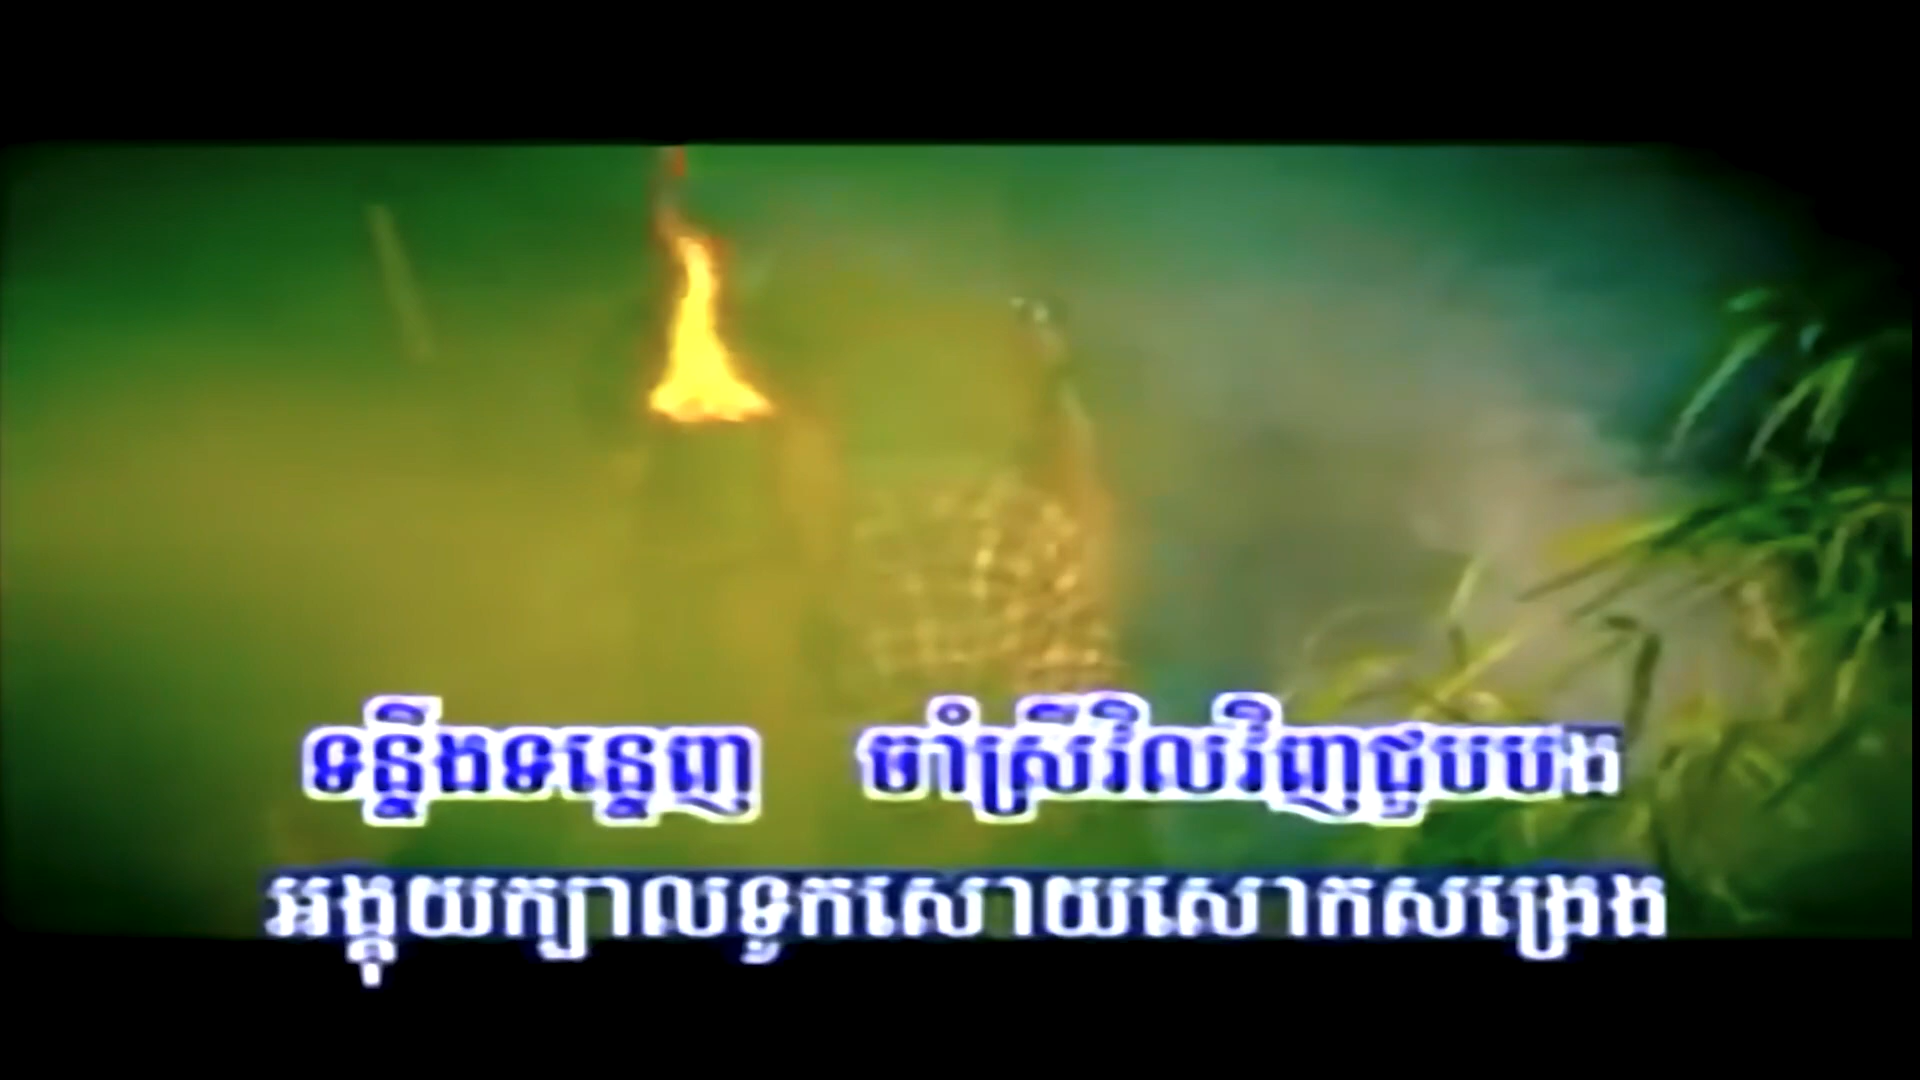 ទន្ទឹងទន្ទេញ ចាំស្រីវិលវិញជួបបង
អង្គុយក្បាលទូកសោយសោកសង្រេង